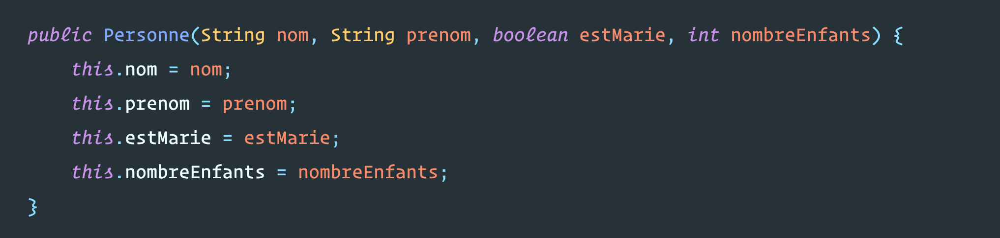 public Personne(String nom, String prenom, boolean estMarie, int nombreEnfants) {
    this.nom = nom;
    this.prenom = prenom;
    this.estMarie = estMarie;
    this.nombreEnfants = nombreEnfants;
}